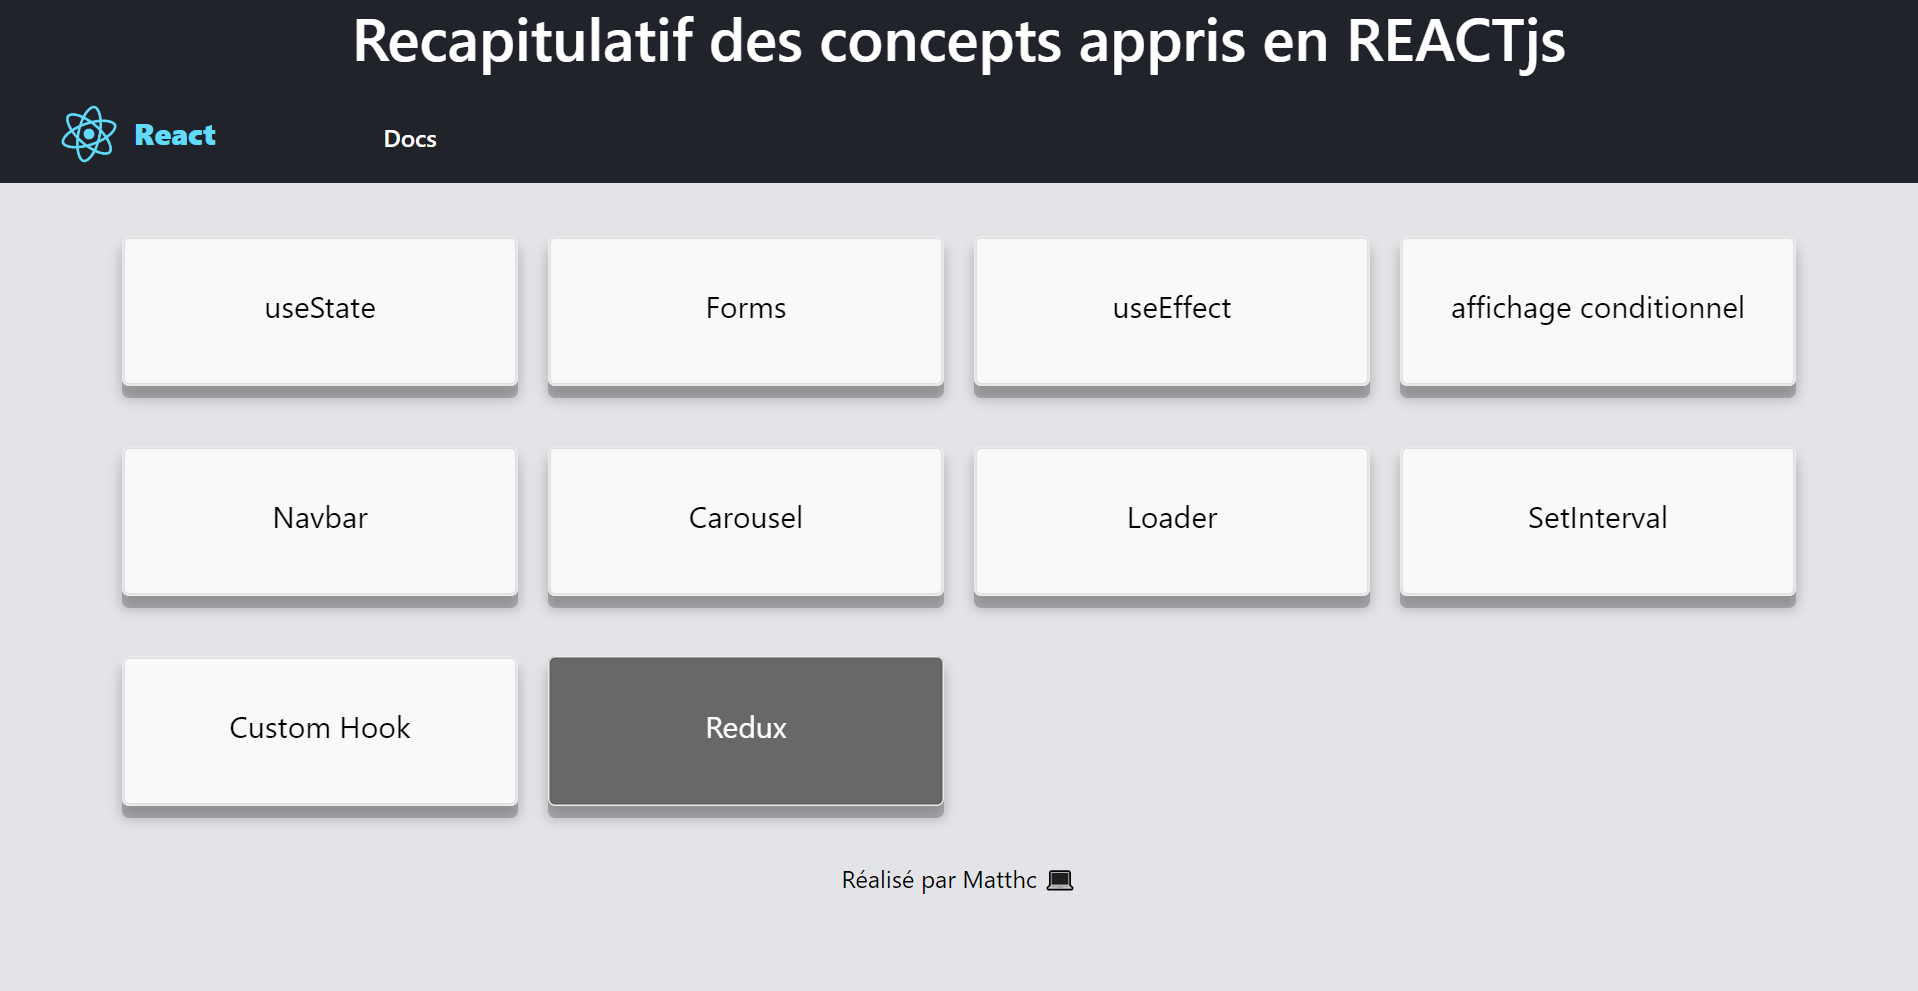 Recapitulatif des concepts appris en REACTjs
React Docs
useState Forms useEffect affichage conditionnel
Navbar Carousel Loader SetInterval
Custom Hook Redux
Réalisé par Matthc 💻